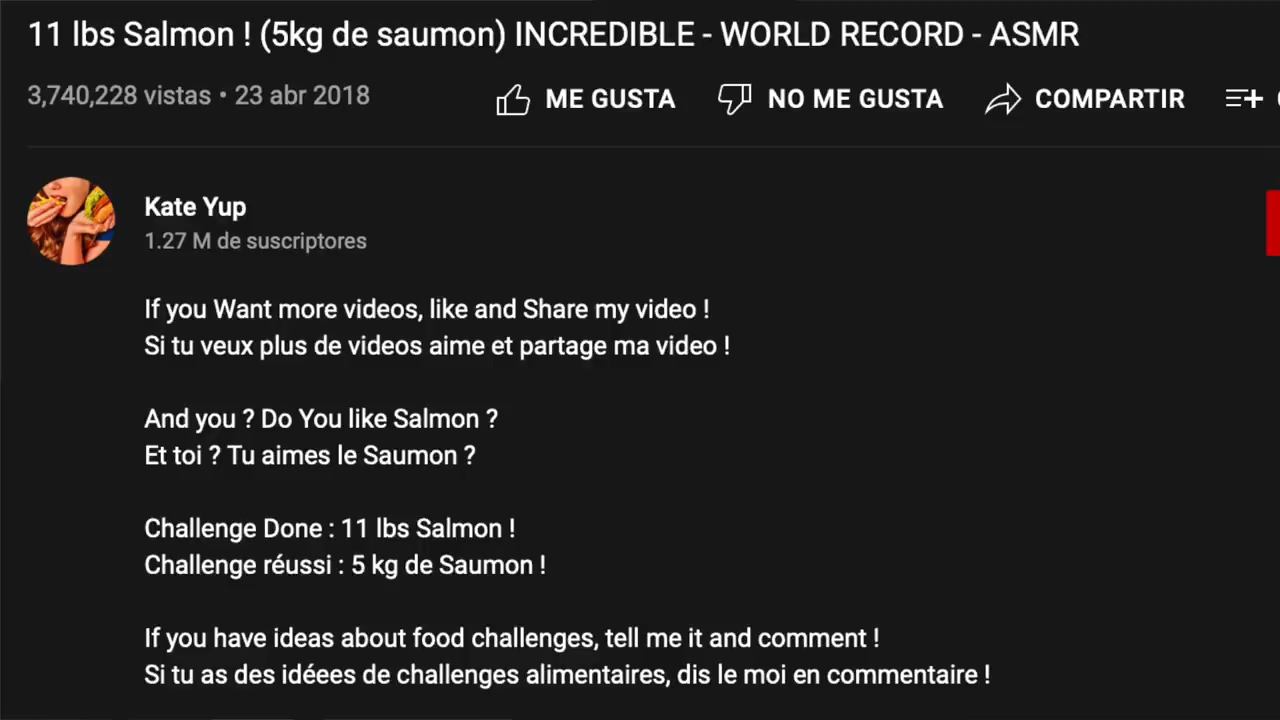 11 lbs Salmon ! (5kg de saumon) INCREDIBLE - WORLD RECORD - ASMR
3,740,228 vistas • 23 abr 2018
ME GUSTA
NO ME GUSTA
COMPARTIR
Kate Yup
1.27 M de suscriptores
If you Want more videos, like and Share my video !
Si tu veux plus de videos aime et partage ma video !
And you ? Do You like Salmon ?
Et toi ? Tu aimes le Saumon ?
Challenge Done : 11 lbs Salmon !
Challenge réussi : 5 kg de Saumon !
If you have ideas about food challenges, tell me it and comment !
Si tu as des idéees de challenges alimentaires, dis le moi en commentaire !